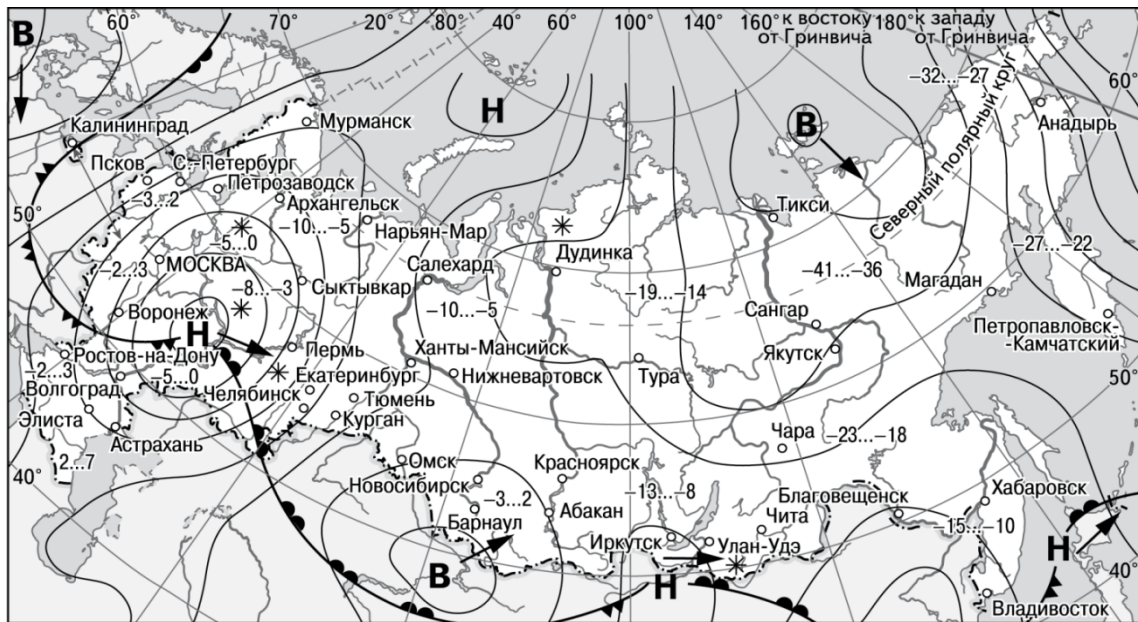 60° 70° 20° 80° 40° 60° 100° 140° 160° к востоку 180° к западу
от Гринвича от Гринвича
В
–32...–27
60°
Н
В
Северный полярный круг
Анадырь
Мурманск
Калининград
Псков
С.–Петербург
–3...2
Петрозаводск
Архангельск
50°
–10...–5
Нарьян-Мар
Тикси
–5...0
Дудинка
–27...–22
–2...3
МОСКВА
Салехард
–41...–36
Магадан
–8...–3
Сыктывкар
–10...–5
–19...–14
Воронеж
Сангар
Н
Петропавловск-
-Камчатский
Ростов-на-Дону
Пермь
Ханты-Мансийск
Якутск
–2...3
Волгоград
–5...0
Екатеринбург
Нижневартовск
Тура
50°
Челябинск
Тюмень
Элиста
Курган
Астрахань
Чара
–23...–18
2...7
Омск
Красноярск
40°
Новосибирск
–3...2
–13...–8
Благовещенск
Хабаровск
Барнаул
Абакан
Чита
–15...–10
Иркутск
Улан-Удэ
Н
В
Н
40°
Владивосток